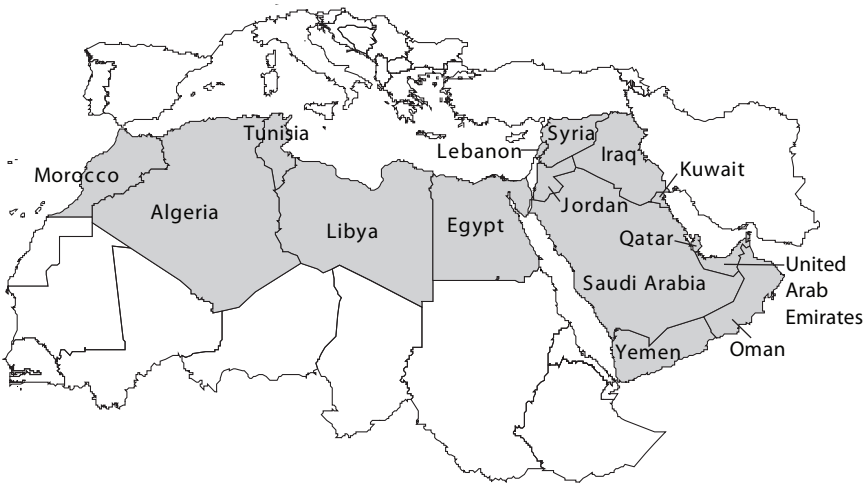 Tunisia
Syria
Lebanon
Iraq
Morocco
Kuwait
Jordan
Algeria
Egypt
Libya
Qatar
United
Arab
Emirates
Saudi Arabia
Yemen
Oman